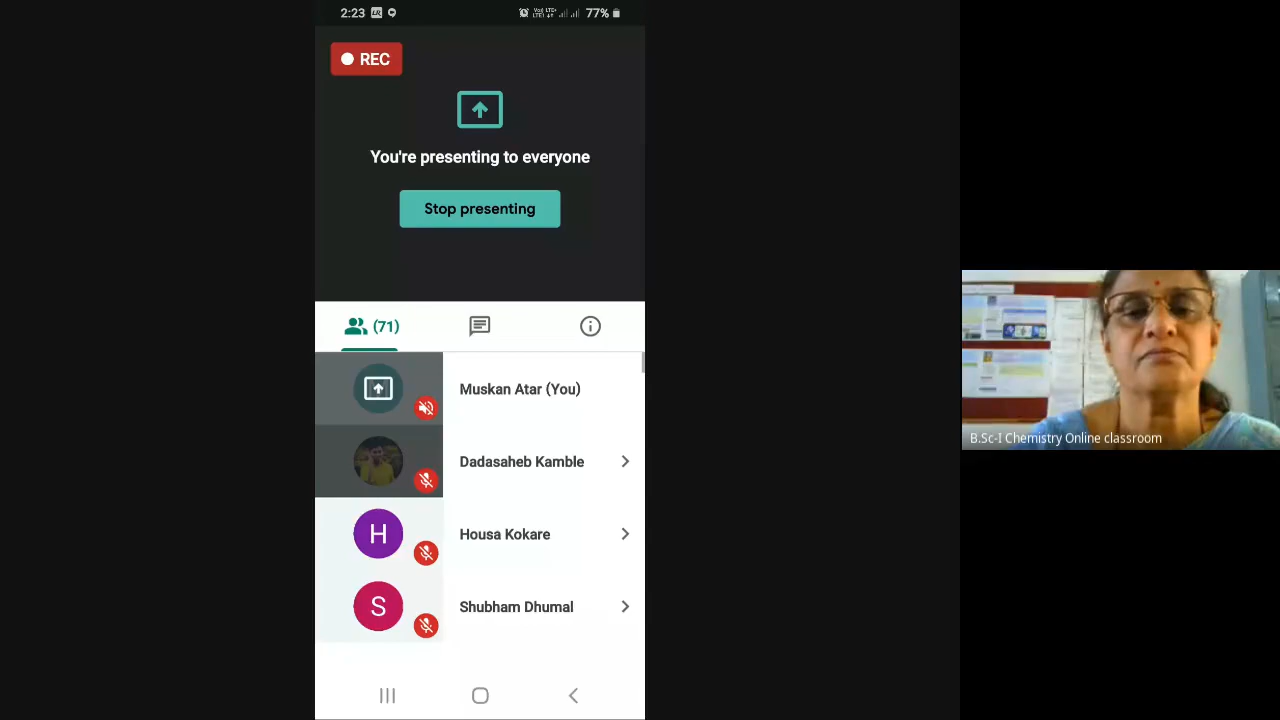 2:23
77%
REC
You're presenting to everyone
Stop presenting
(71)
Muskan Atar (You)
Dadasaheb Kamble
H
Housa Kokare
S
Shubham Dhumal
B.Sc-I Chemistry Online classroom